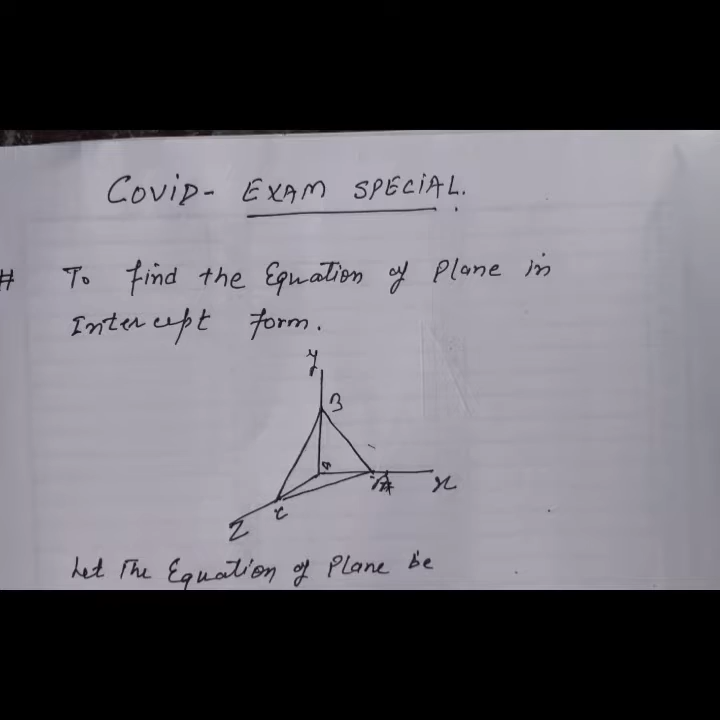 COVID- EXAM SPECIAL.
# To find the Equation of Plane in
Intercept form.
y
B
x
C
Z
Let The Equation of Plane be